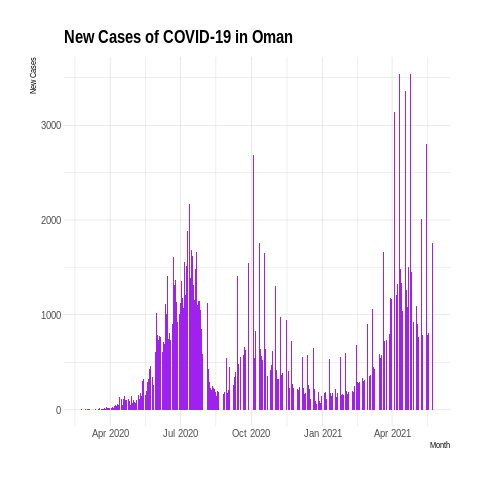 New Cases of COVID-19 in Oman
New Cases
3000
2000
1000
0
Apr 2020 Jul 2020 Oct 2020 Jan 2021 Apr 2021
Month